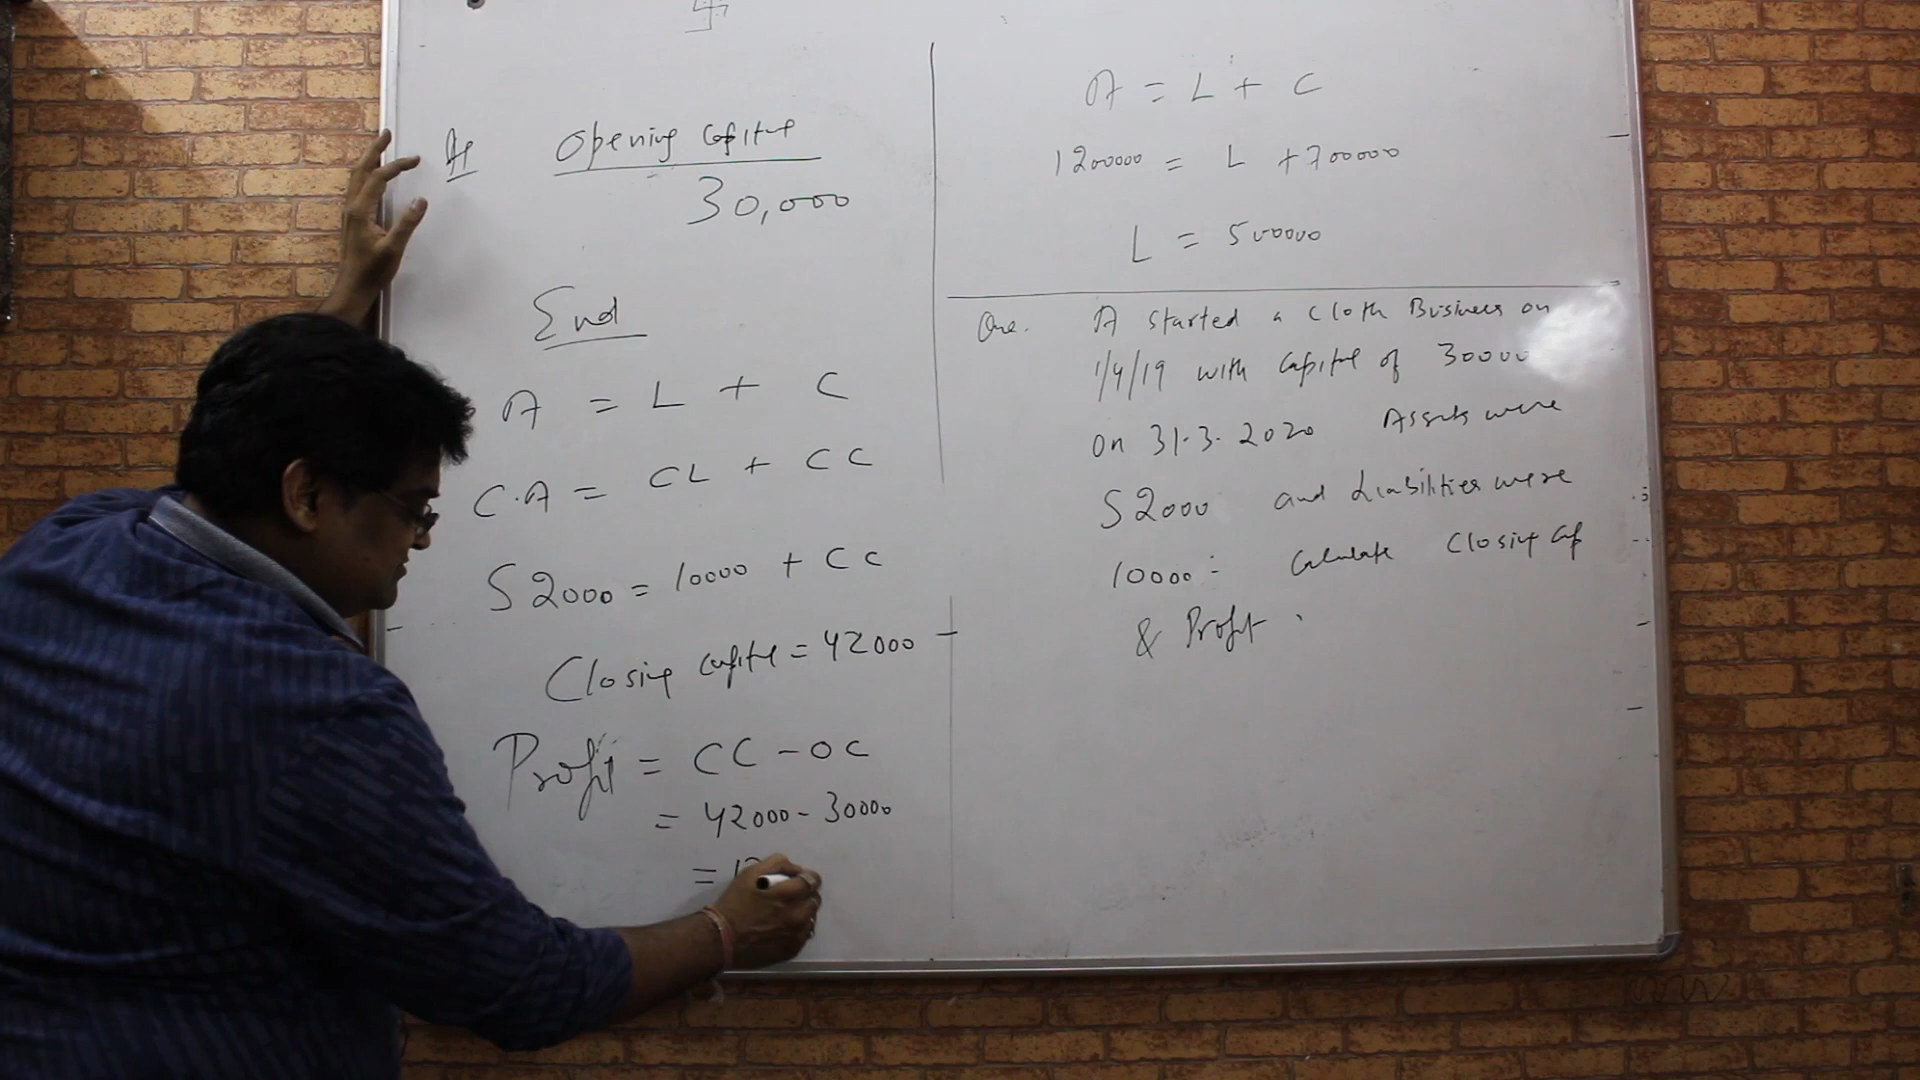 Opening Capital
30,000
End
A = L + C
C.A = CL + CC
52000 = 10000 + CC
Closing Capital = 42000
Profit = CC - OC
= 42000 - 30000
= 12
A = L + C
1200000 = L + 700000
L = 500000
Que. A started a cloth Business on
1/4/19 with Capital of 30000
on 31.3.2020 Assets were
52000 and Liabilities were
10000. Calculate Closing Cap
& Profit.